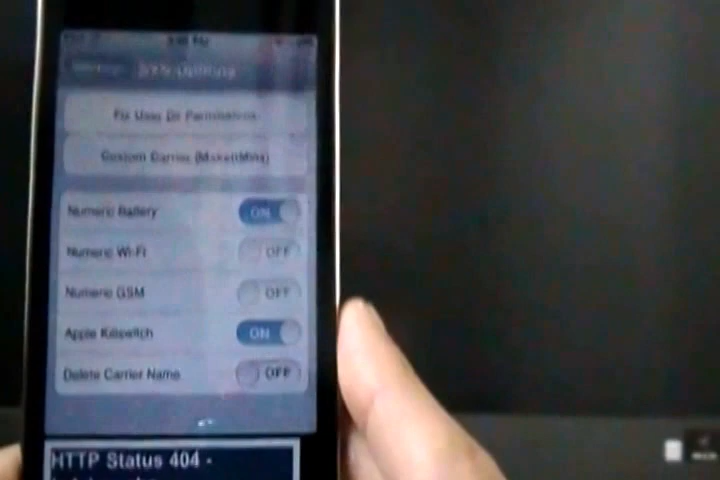 Fix User Dir Permissions
Custom Carrier (MakeItMine)
Numeric Battery
ON
Numeric Wi-Fi
OFF
Numeric GSM
OFF
Apple Killswitch
ON
Delete Carrier Name
OFF
HTTP Status 404 -